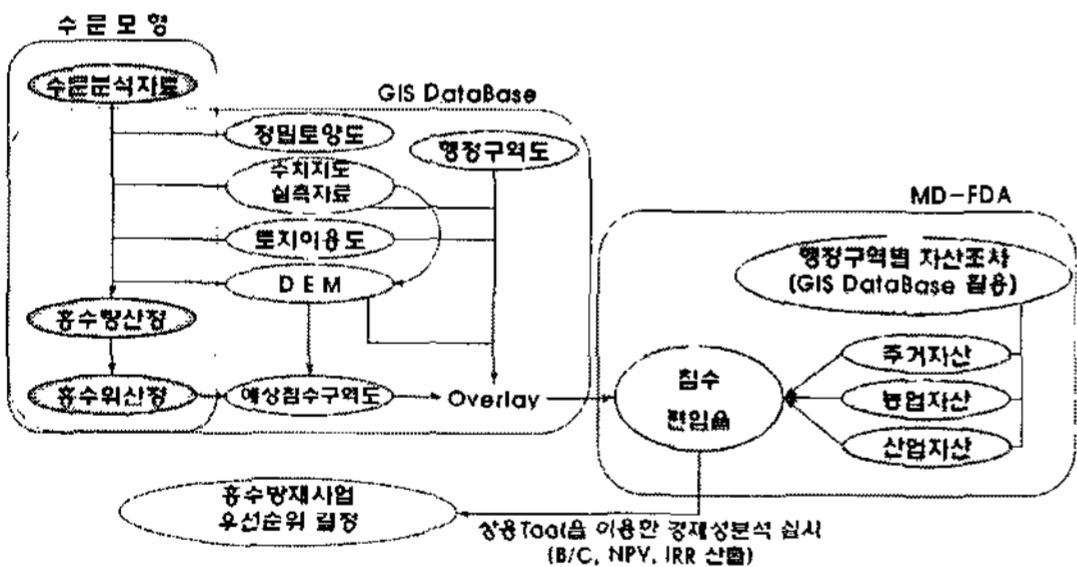 수문모형
수문분석자료
GIS DataBase
정밀토양도
행정구역도
수치지도
실측자료
MD-FDA
토지이용도
행정구역별 자산조사
(GIS DataBase 활용)
DEM
홍수량산정
주거자산
침수
편입율
홍수위산정
예상침수구역도
Overlay
농업자산
산업자산
홍수방재사업
우선순위 결정
상용Tool을 이용한 경제성분석 실시
(B/C, NPV, IRR 산출)